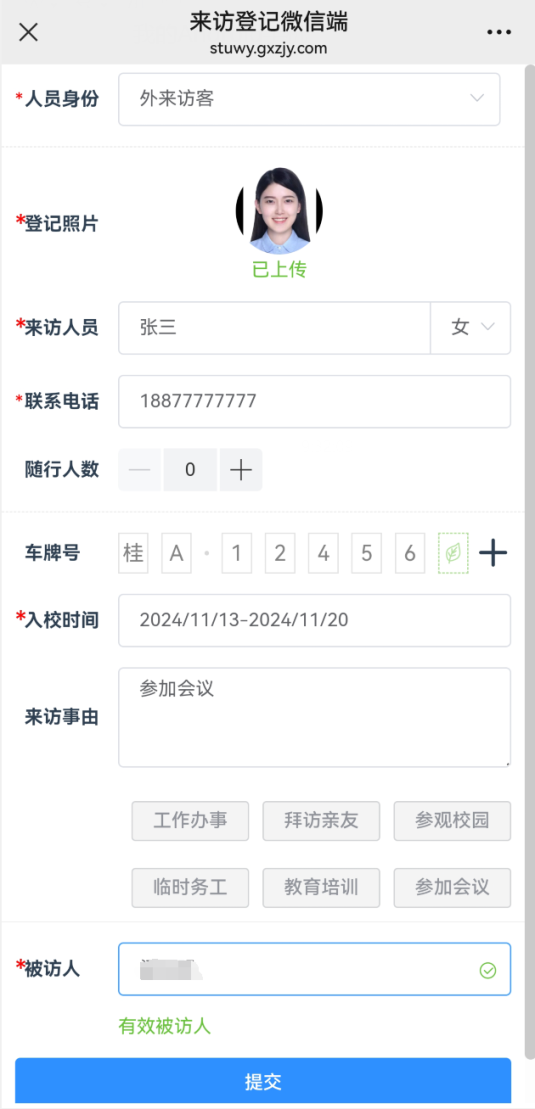 来访登记微信端
stuwy.gxzjy.com
*人员身份 外来访客
*登记照片
已上传
*来访人员 张三 女
*联系电话 18877777777
随行人数 — 0 +
车牌号 桂 A · 1 2 4 5 6 +
*入校时间 2024/11/13-2024/11/20
来访事由 参加会议
工作办事 拜访亲友 参观校园
临时务工 教育培训 参加会议
*被访人
有效被访人
提交